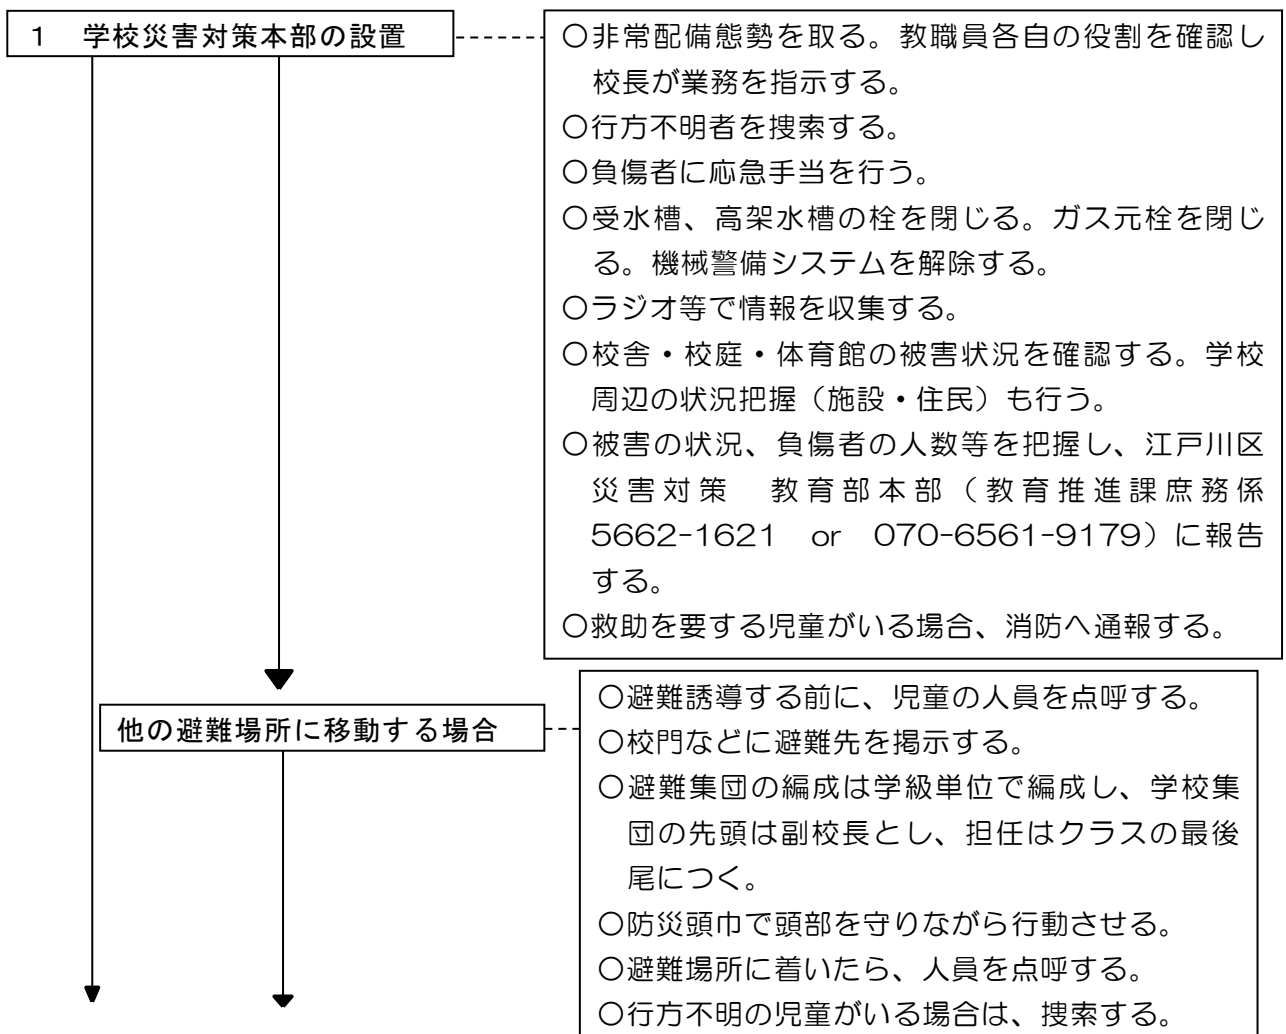 1　学校災害対策本部の設置
〇非常配備態勢を取る。教職員各自の役割を確認し
校長が業務を指示する。
〇行方不明者を捜索する。
〇負傷者に応急手当を行う。
〇受水槽、高架水槽の栓を閉じる。ガス元栓を閉じ
る。機械警備システムを解除する。
〇ラジオ等で情報を収集する。
〇校舎・校庭・体育館の被害状況を確認する。学校
周辺の状況把握（施設・住民）も行う。
〇被害の状況、負傷者の人数等を把握し、江戸川区
災害対策　教育部本部（教育推進課庶務係
5662-1621　or　070-6561-9179）に報告
する。
〇救助を要する児童がいる場合、消防へ通報する。
他の避難場所に移動する場合
〇避難誘導する前に、児童の人員を点呼する。
〇校門などに避難先を掲示する。
〇避難集団の編成は学級単位で編成し、学校集
団の先頭は副校長とし、担任はクラスの最後
尾につく。
〇防災頭巾で頭部を守りながら行動させる。
〇避難場所に着いたら、人員を点呼する。
〇行方不明の児童がいる場合は、捜索する。